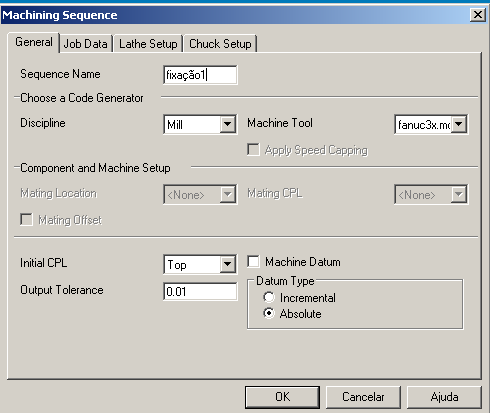 Machining Sequence
General Job Data Lathe Setup Chuck Setup
Sequence Name fixação1
Choose a Code Generator
Discipline Mill Machine Tool fanuc3x.mc
Apply Speed Capping
Component and Machine Setup
Mating Location <None> Mating CPL <None>
Mating Offset
Initial CPL Top Machine Datum
Output Tolerance 0.01 Datum Type
Incremental
Absolute
OK Cancelar Ajuda